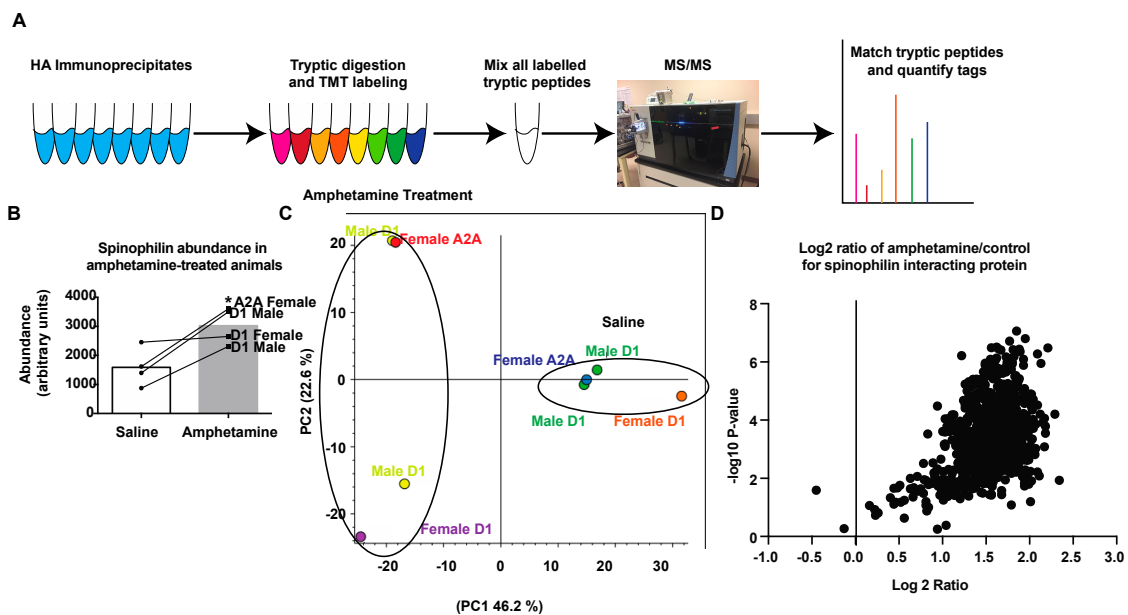 A
HA Immunoprecipitates
Tryptic digestion
and TMT labeling
Mix all labelled
tryptic peptides
MS/MS
Match tryptic peptides
and quantify tags
B
Spinophilin abundance in
amphetamine-treated animals
Abundance
(arbitrary units)
4000
3000
2000
1000
0
*A2A Female
D1 Male
D1 Female
D1 Male
Saline
Amphetamine
Amphetamine Treatment
C
PC2 (22.6 %)
20
10
0
-10
-20
Male D1
Female A2A
Male D1
Female D1
Saline
Male D1
Female A2A
Male D1
Female D1
-20
-10
0
10
20
30
(PC1 46.2 %)
D
Log2 ratio of amphetamine/control
for spinophilin interacting protein
-log10 P-value
8
6
4
2
0
-1.0
-0.5
0.0
0.5
1.0
1.5
2.0
2.5
3.0
Log 2 Ratio